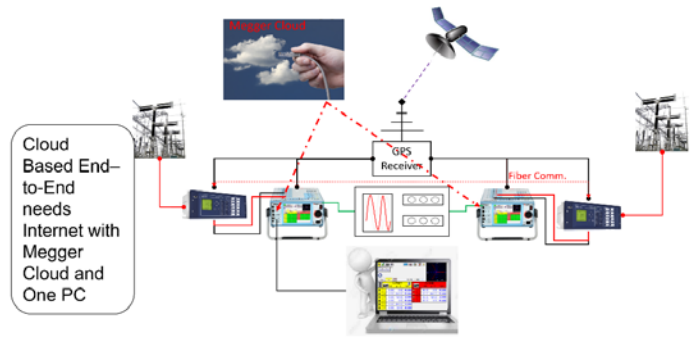 Megger Cloud
GPS
Receiver
Fiber Comm.
Cloud
Based End–
to-End
needs
Internet with
Megger
Cloud and
One PC